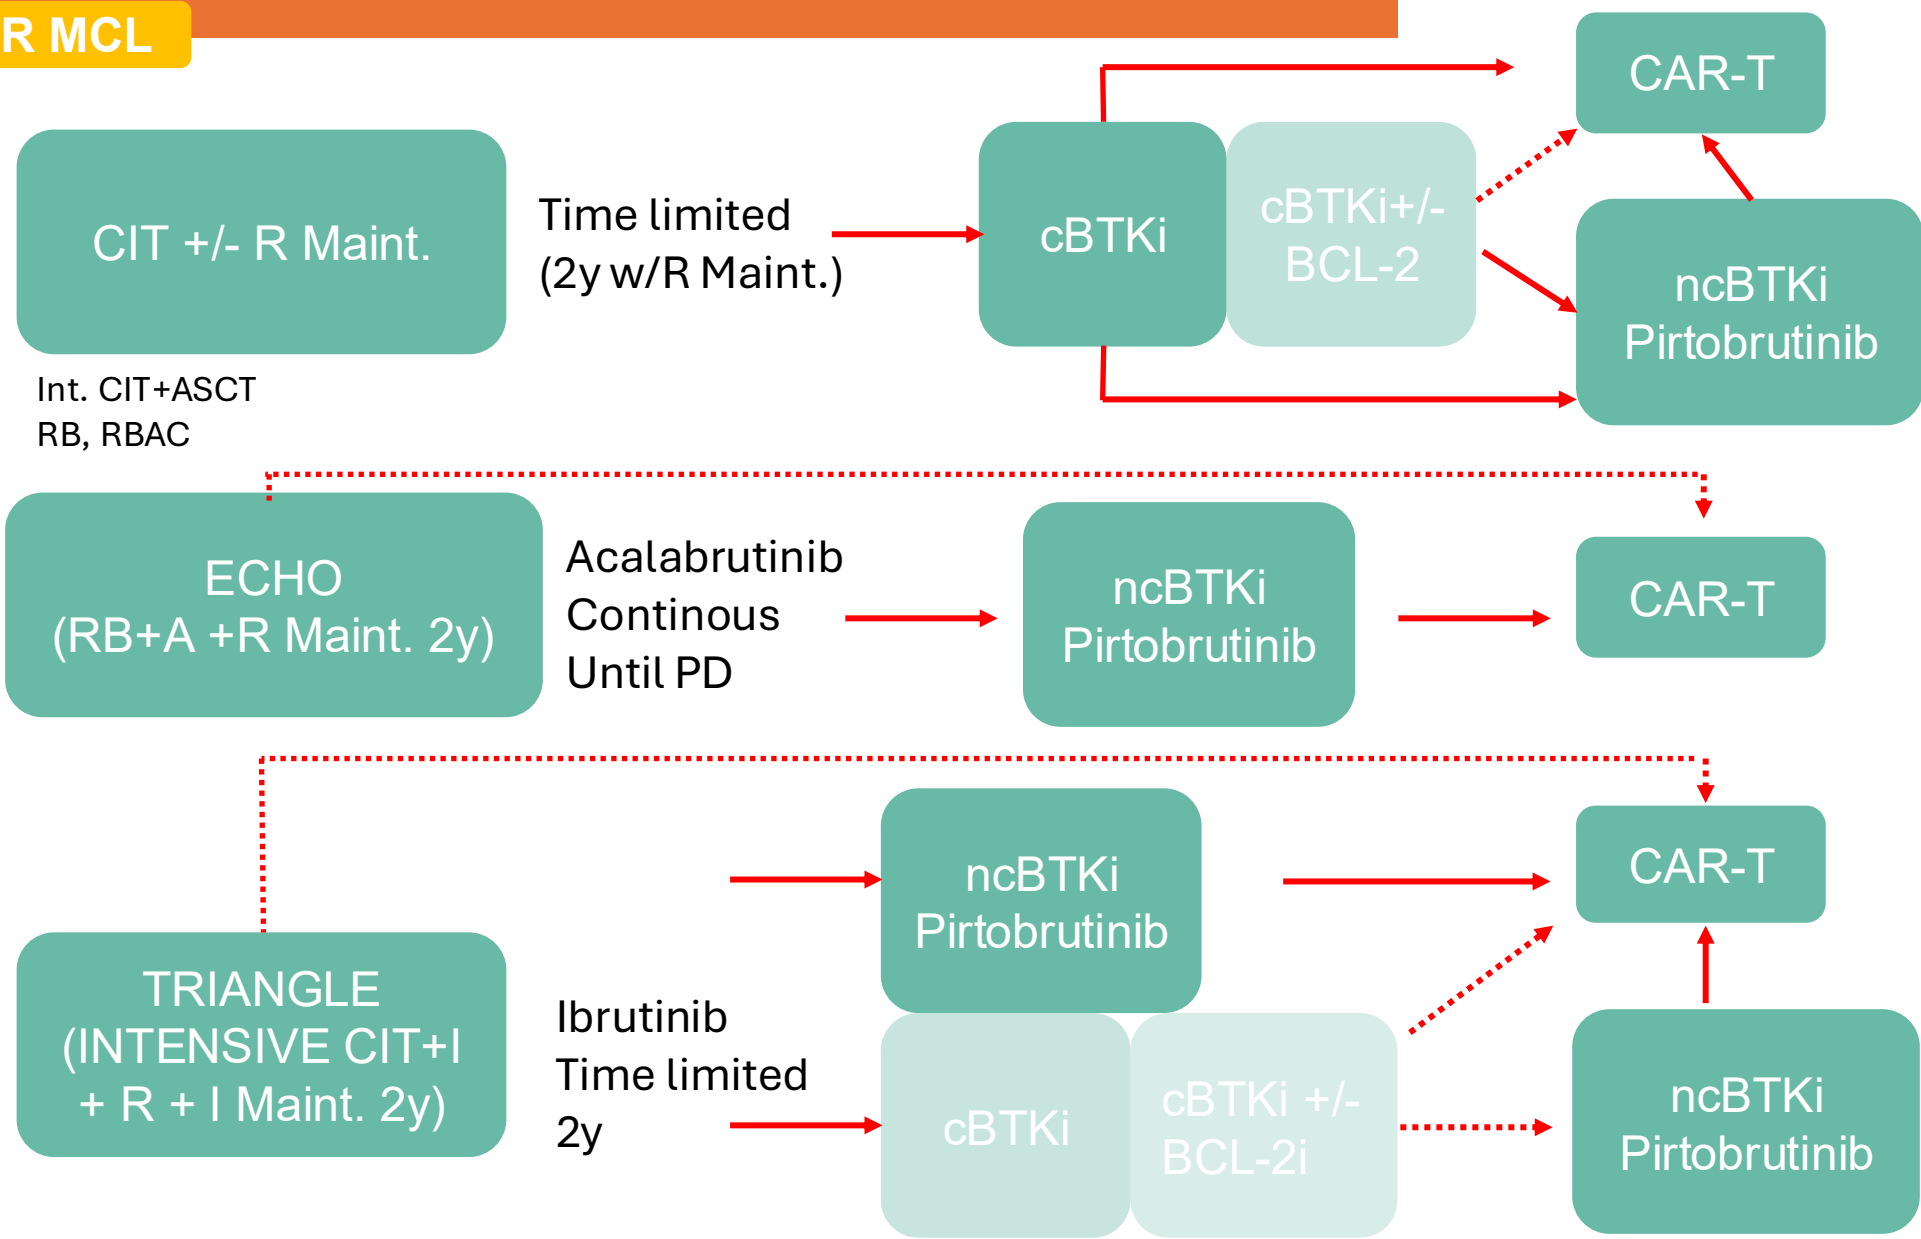 R MCL
CAR-T
CIT +/- R Maint.
Time limited
(2y w/R Maint.)
cBTKi
cBTKi+/-
BCL-2
ncBTKi
Pirtobrutinib
Int. CIT+ASCT
RB, RBAC
ECHO
(RB+A +R Maint. 2y)
Acalabrutinib
Continous
Until PD
ncBTKi
Pirtobrutinib
CAR-T
TRIANGLE
(INTENSIVE CIT+I
+ R + I Maint. 2y)
Ibrutinib
Time limited
2y
ncBTKi
Pirtobrutinib
CAR-T
cBTKi
cBTKi +/-
BCL-2i
ncBTKi
Pirtobrutinib